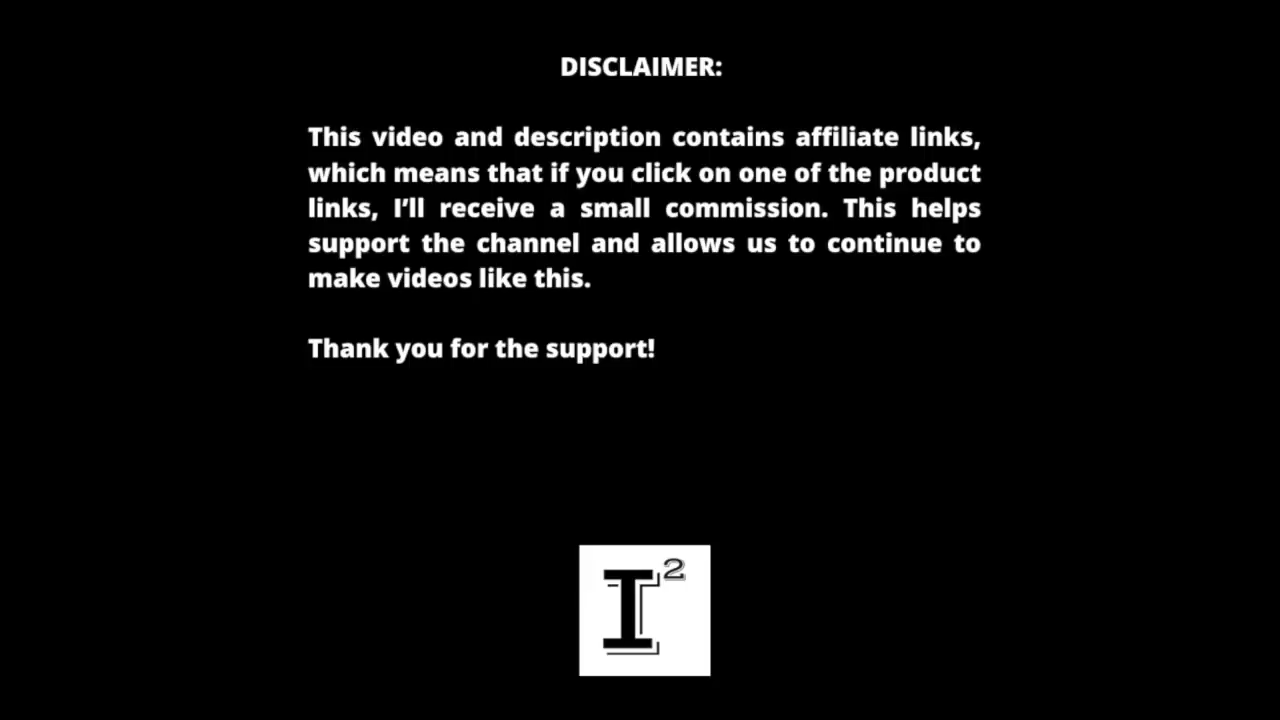 DISCLAIMER:
This video and description contains affiliate links,
which means that if you click on one of the product
links, I’ll receive a small commission. This helps
support the channel and allows us to continue to
make videos like this.
Thank you for the support!
I²